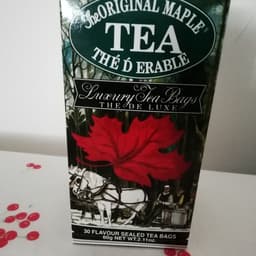 The ORIGINAL MAPLE
TEA
THÉ D ERABLE
Luxury Tea Bags
THE DE LUXE
30 FLAVOUR SEALED TEA BAGS
60g NET WT.2.11oz.